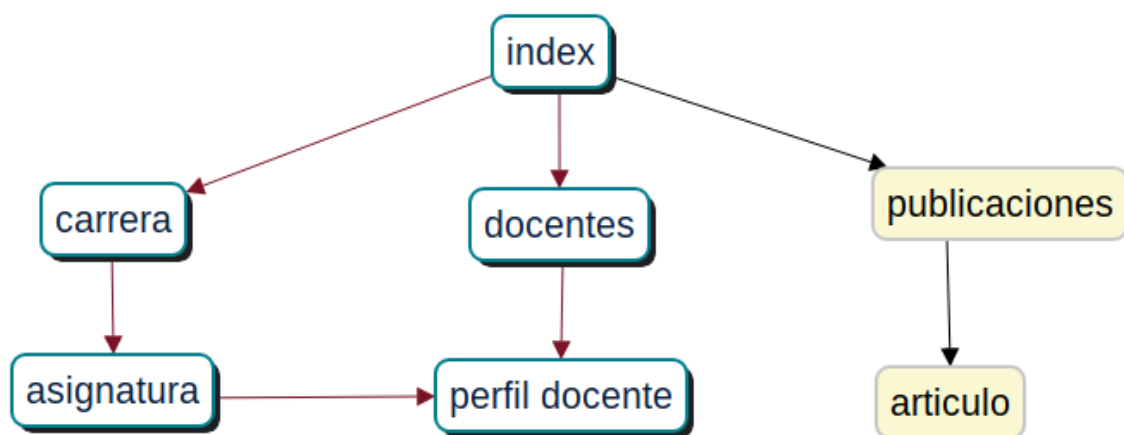 index
carrera
docentes
publicaciones
asignatura
perfil docente
articulo